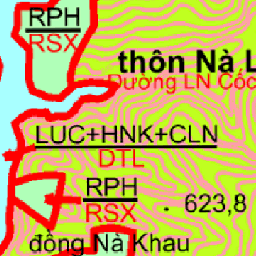 RPH
RSX
thôn Nà L
Đường LN Cốc
LUC+HNK+CLN
DTL
RPH
RSX
623,8
đồng Nà Khau